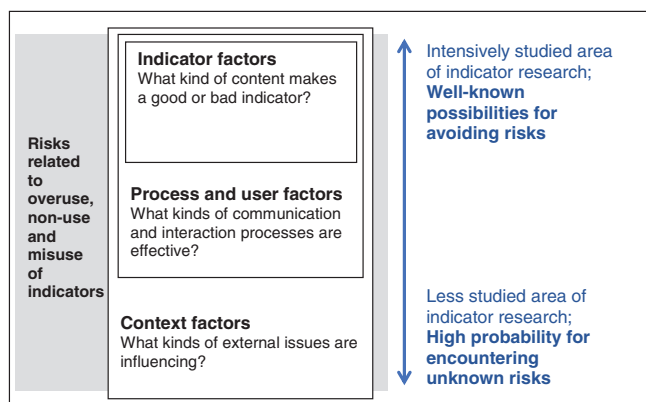 Indicator factors
What kind of content makes
a good or bad indicator?
Risks
related
to
overuse,
non-use
and
misuse
of
indicators
Process and user factors
What kinds of communication
and interaction processes are
effective?
Context factors
What kinds of external issues are
influencing?
Intensively studied area
of indicator research;
Well-known
possibilities for
avoiding risks
Less studied area of
indicator research;
High probability for
encountering
unknown risks